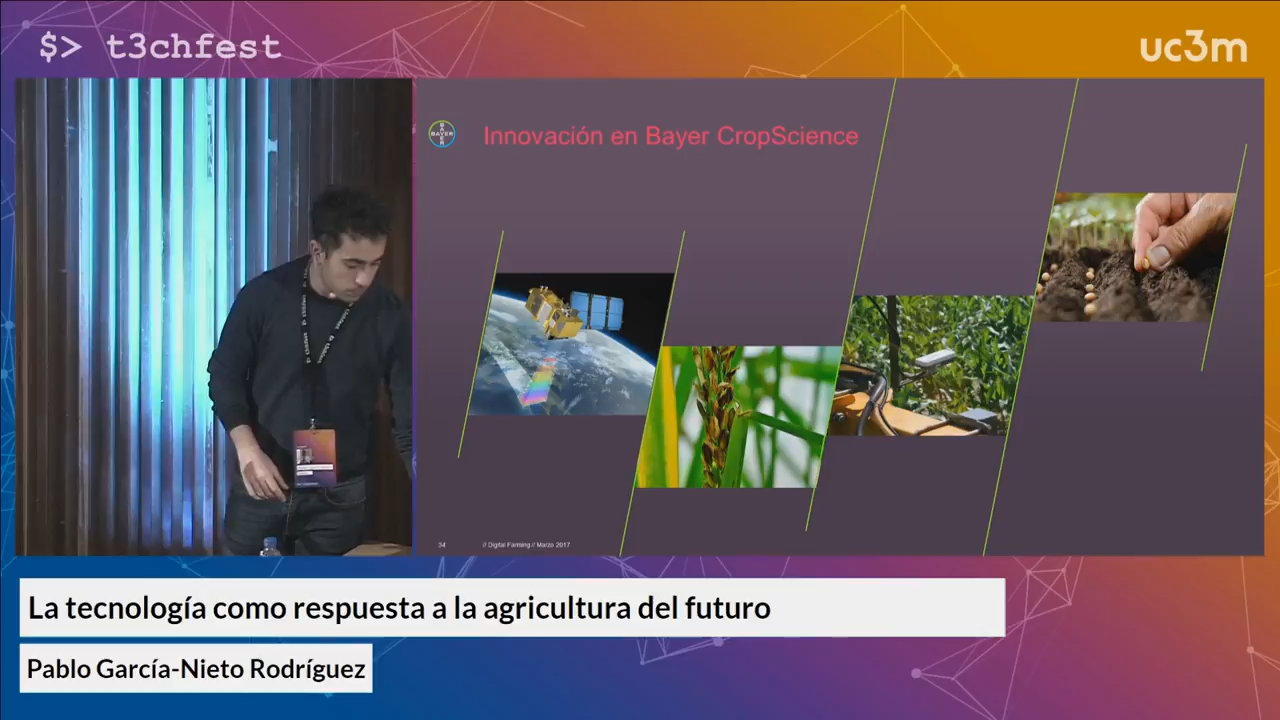 $> t3chfest
uc3m
BAYER
BAYER
Innovación en Bayer CropScience
34
// Digital Farming // Marzo 2017
La tecnología como respuesta a la agricultura del futuro
Pablo García-Nieto Rodríguez